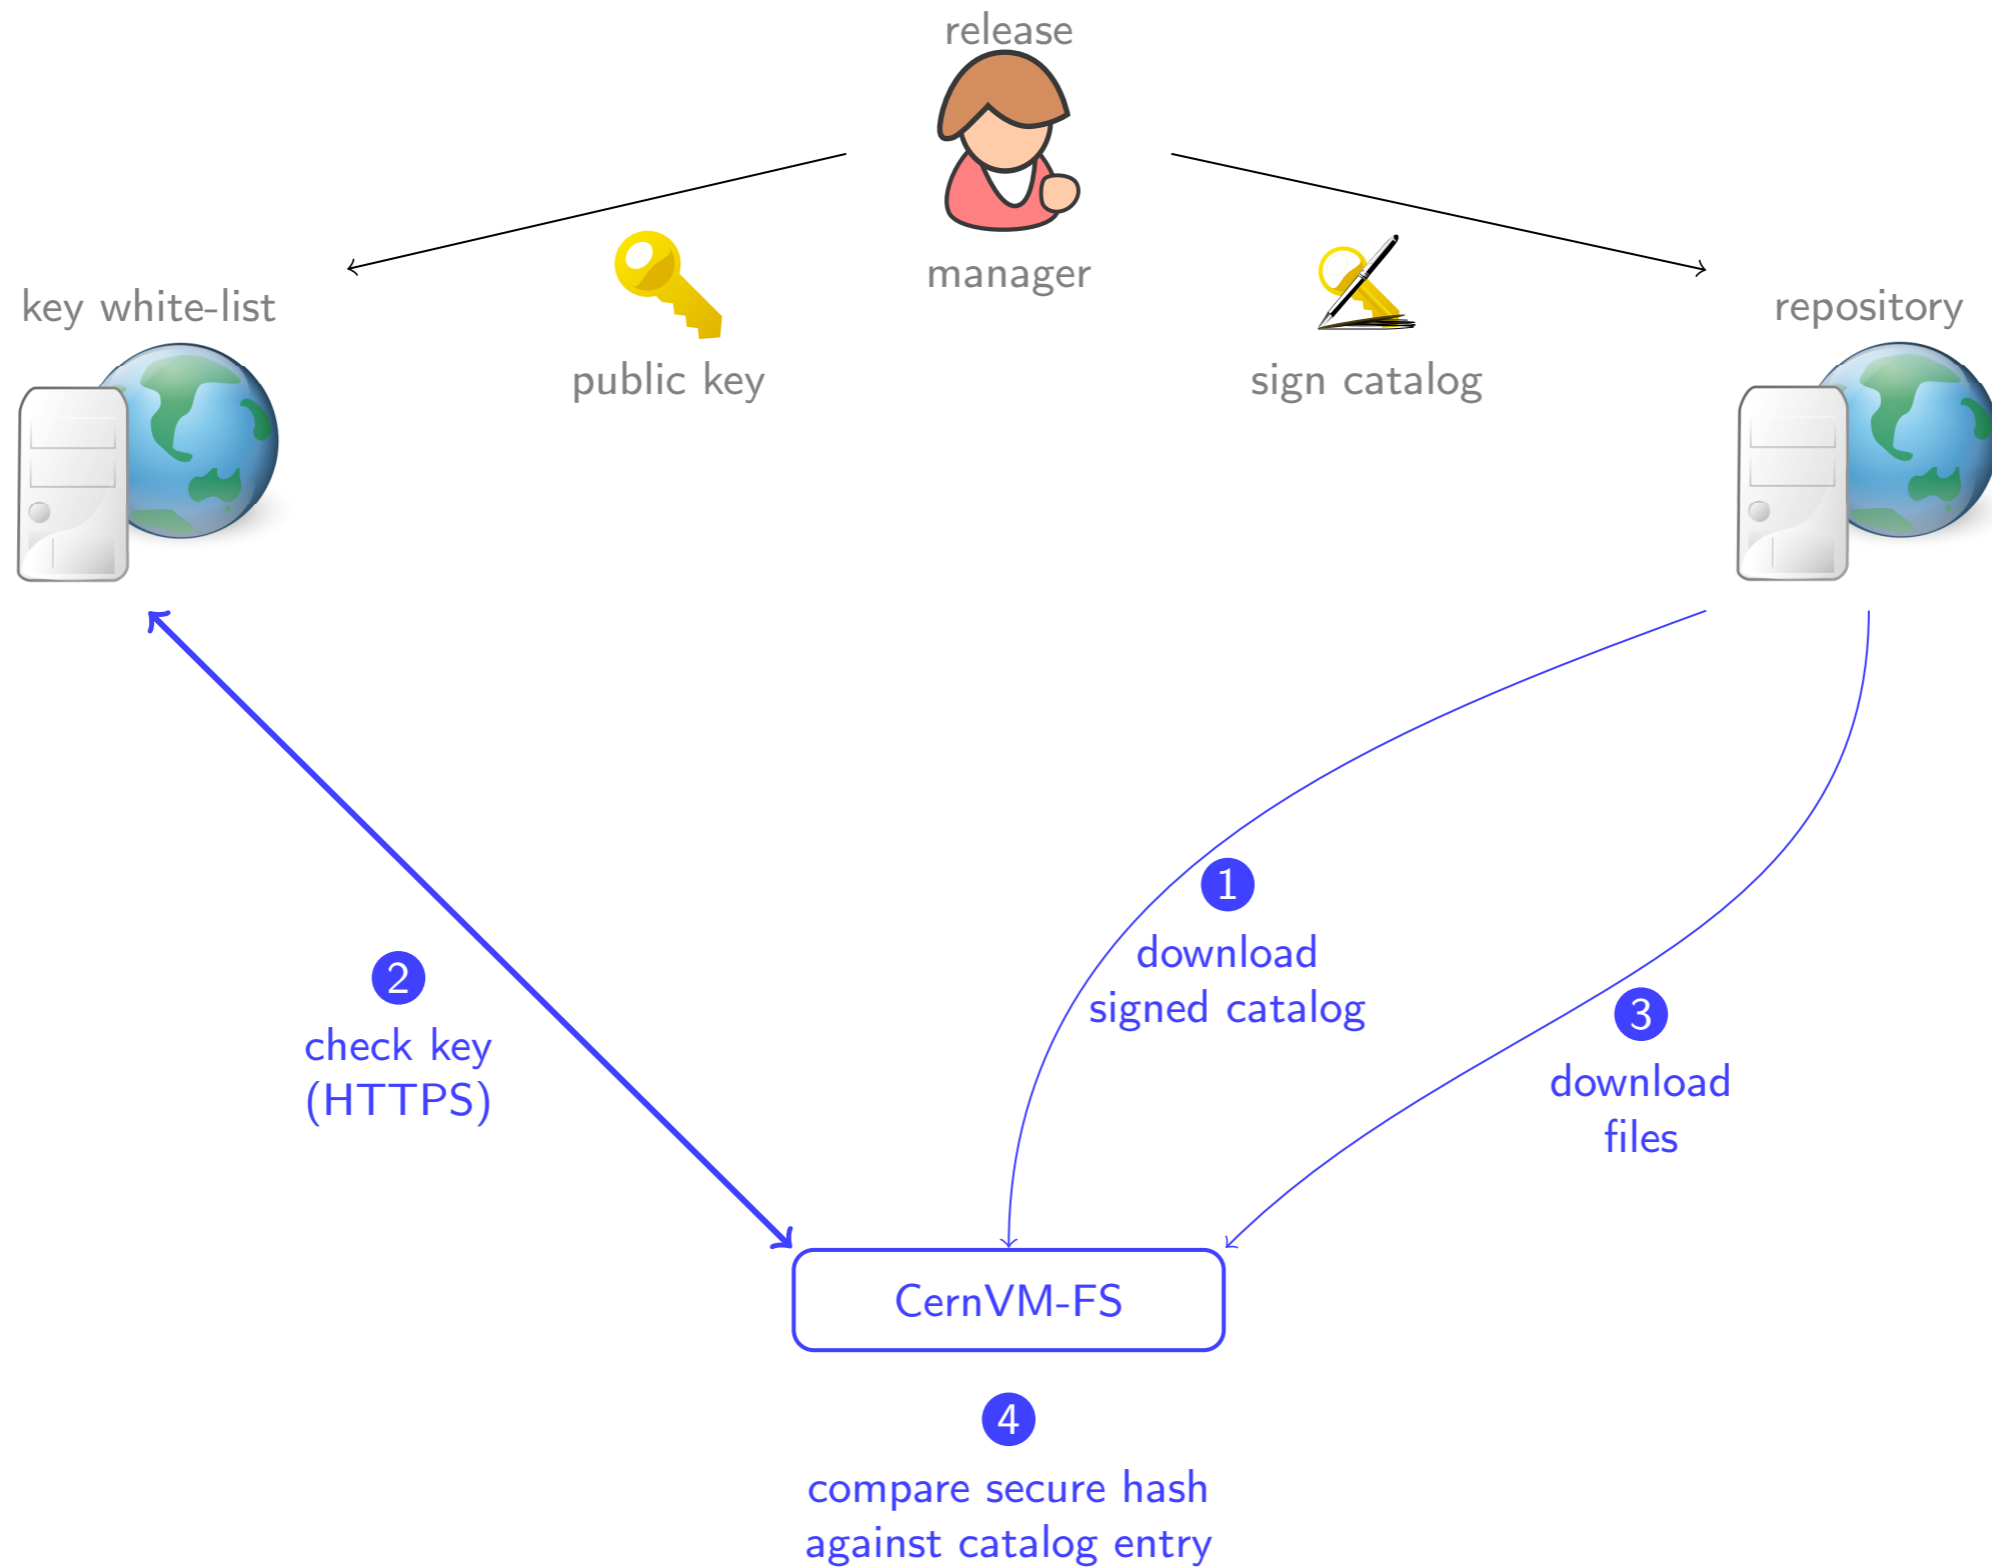 release
manager
key white-list
public key
sign catalog
repository
1
download
signed catalog
2
check key
(HTTPS)
3
download
files
CernVM-FS
4
compare secure hash
against catalog entry